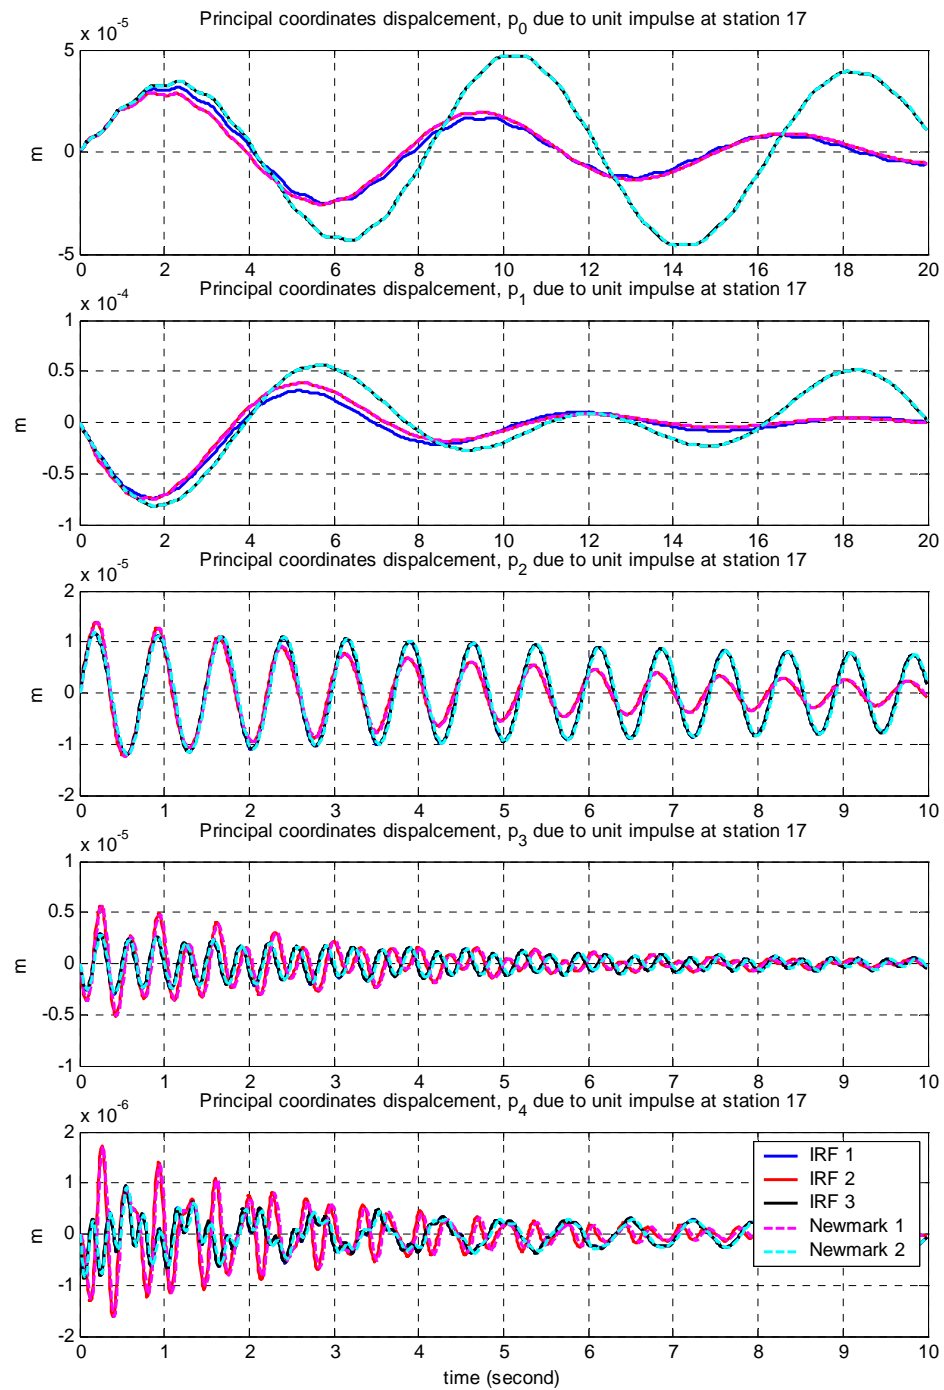 Principal coordinates dispalcement, p0 due to unit impulse at station 17
x 10-5
5
0
-5
m
0 2 4 6 8 10 12 14 16 18 20
Principal coordinates dispalcement, p1 due to unit impulse at station 17
x 10-4
1
0.5
0
-0.5
-1
m
0 2 4 6 8 10 12 14 16 18 20
Principal coordinates dispalcement, p2 due to unit impulse at station 17
x 10-5
2
1
0
-1
-2
m
0 1 2 3 4 5 6 7 8 9 10
Principal coordinates dispalcement, p3 due to unit impulse at station 17
x 10-5
1
0.5
0
-0.5
-1
m
0 1 2 3 4 5 6 7 8 9 10
Principal coordinates dispalcement, p4 due to unit impulse at station 17
x 10-6
2
1
0
-1
-2
m
IRF 1
IRF 2
IRF 3
Newmark 1
Newmark 2
0 1 2 3 4 5 6 7 8 9 10
time (second)